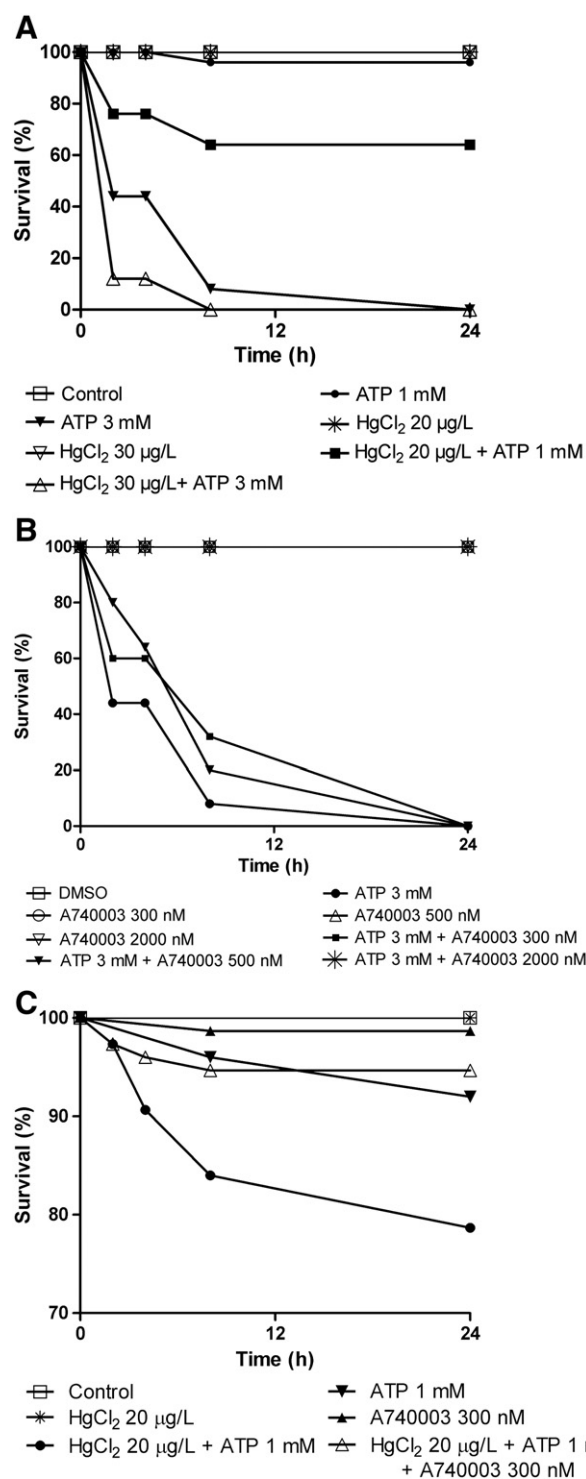 A
100
80
60
40
20
0
Survival (%)
0 12 24
Time (h)
Control ATP 1 mM
ATP 3 mM HgCl₂ 20 µg/L
HgCl₂ 30 µg/L HgCl₂ 20 µg/L + ATP 1 mM
HgCl₂ 30 µg/L+ ATP 3 mM
B
100
80
60
40
20
0
Survival (%)
0 12 24
Time (h)
DMSO ATP 3 mM
A740003 300 nM A740003 500 nM
A740003 2000 nM ATP 3 mM + A740003 300 nM
ATP 3 mM + A740003 500 nM ATP 3 mM + A740003 2000 nM
C
100
90
80
70
Survival (%)
0 12 24
Time (h)
Control ATP 1 mM
HgCl₂ 20 µg/L A740003 300 nM
HgCl₂ 20 µg/L + ATP 1 mM HgCl₂ 20 µg/L + ATP 1
+ A740003 300 nM